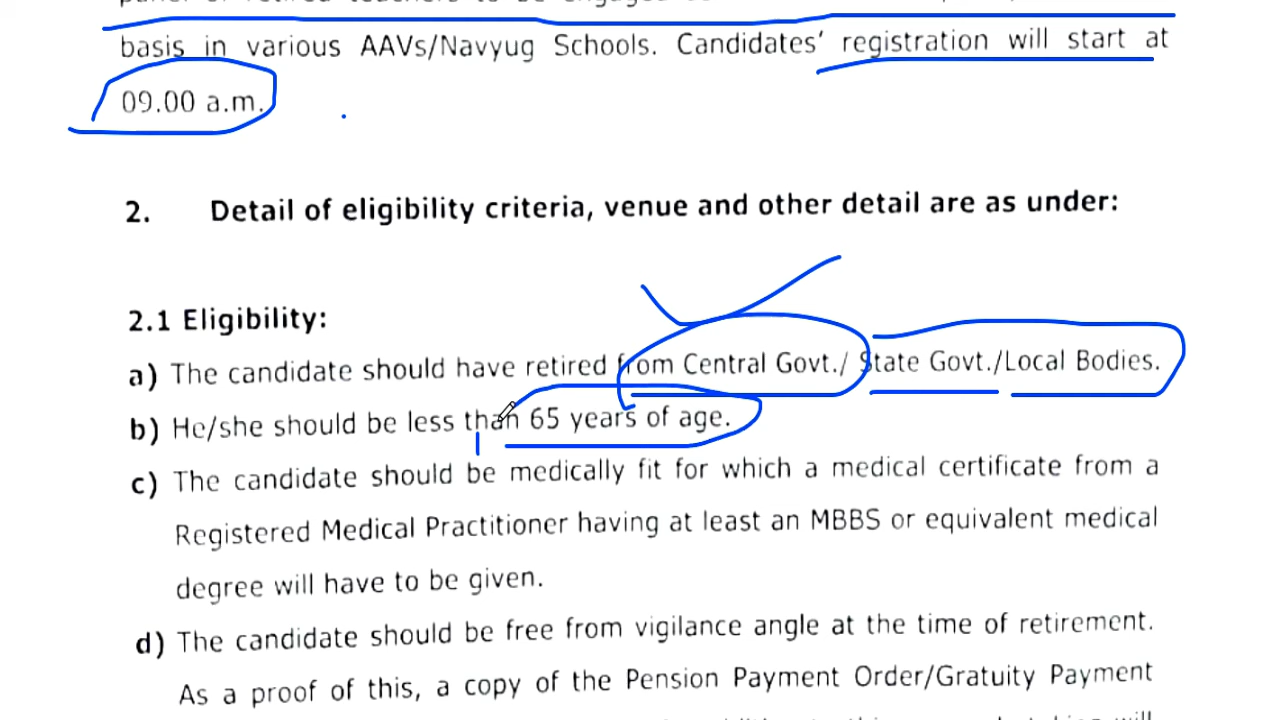 basis in various AAVs/Navyug Schools. Candidates' registration will start at
09.00 a.m.
2. Detail of eligibility criteria, venue and other detail are as under:
2.1 Eligibility:
a) The candidate should have retired from Central Govt./ State Govt./Local Bodies.
b) He/she should be less than 65 years of age.
c) The candidate should be medically fit for which a medical certificate from a
Registered Medical Practitioner having at least an MBBS or equivalent medical
degree will have to be given.
d) The candidate should be free from vigilance angle at the time of retirement.
As a proof of this, a copy of the Pension Payment Order/Gratuity Payment